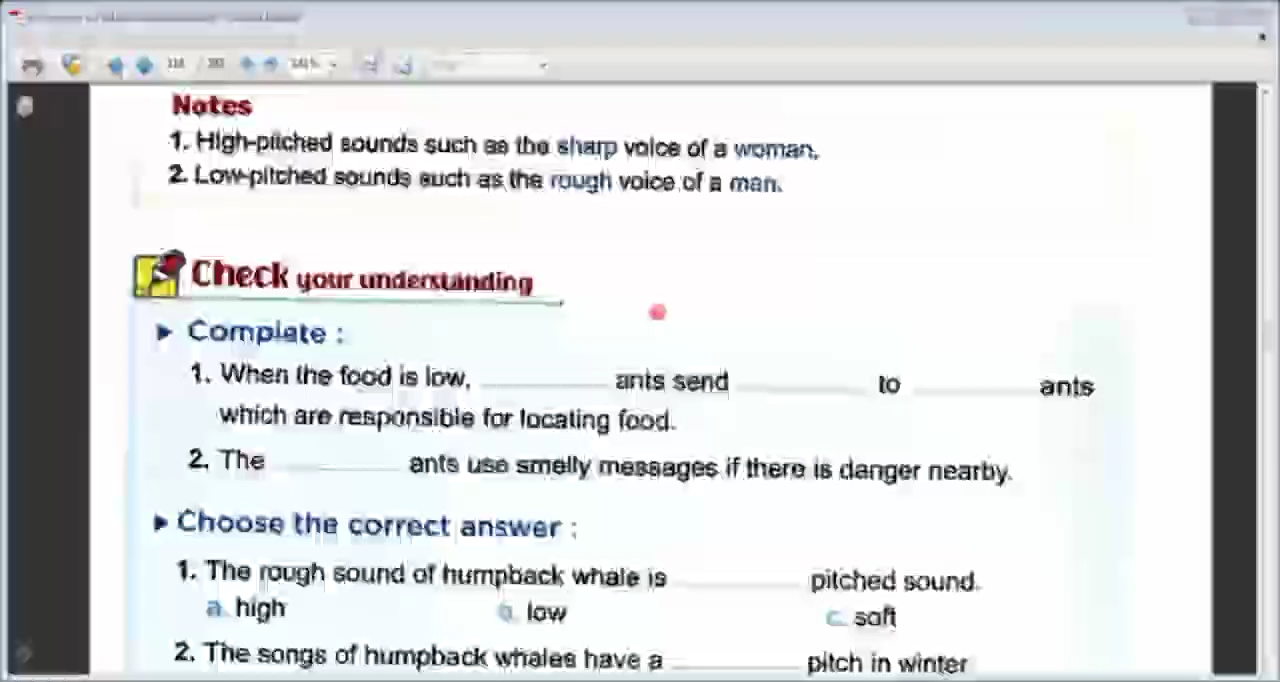 Notes
1. High-pitched sounds such as the sharp voice of a woman.
2. Low-pitched sounds such as the rough voice of a man.
Check your understanding
Complete :
1. When the food is low, ants send to ants
which are responsible for locating food.
2. The ants use smelly messages if there is danger nearby.
Choose the correct answer :
1. The rough sound of humpback whale is pitched sound.
a. high b. low c. soft
2. The songs of humpback whales have a pitch in winter